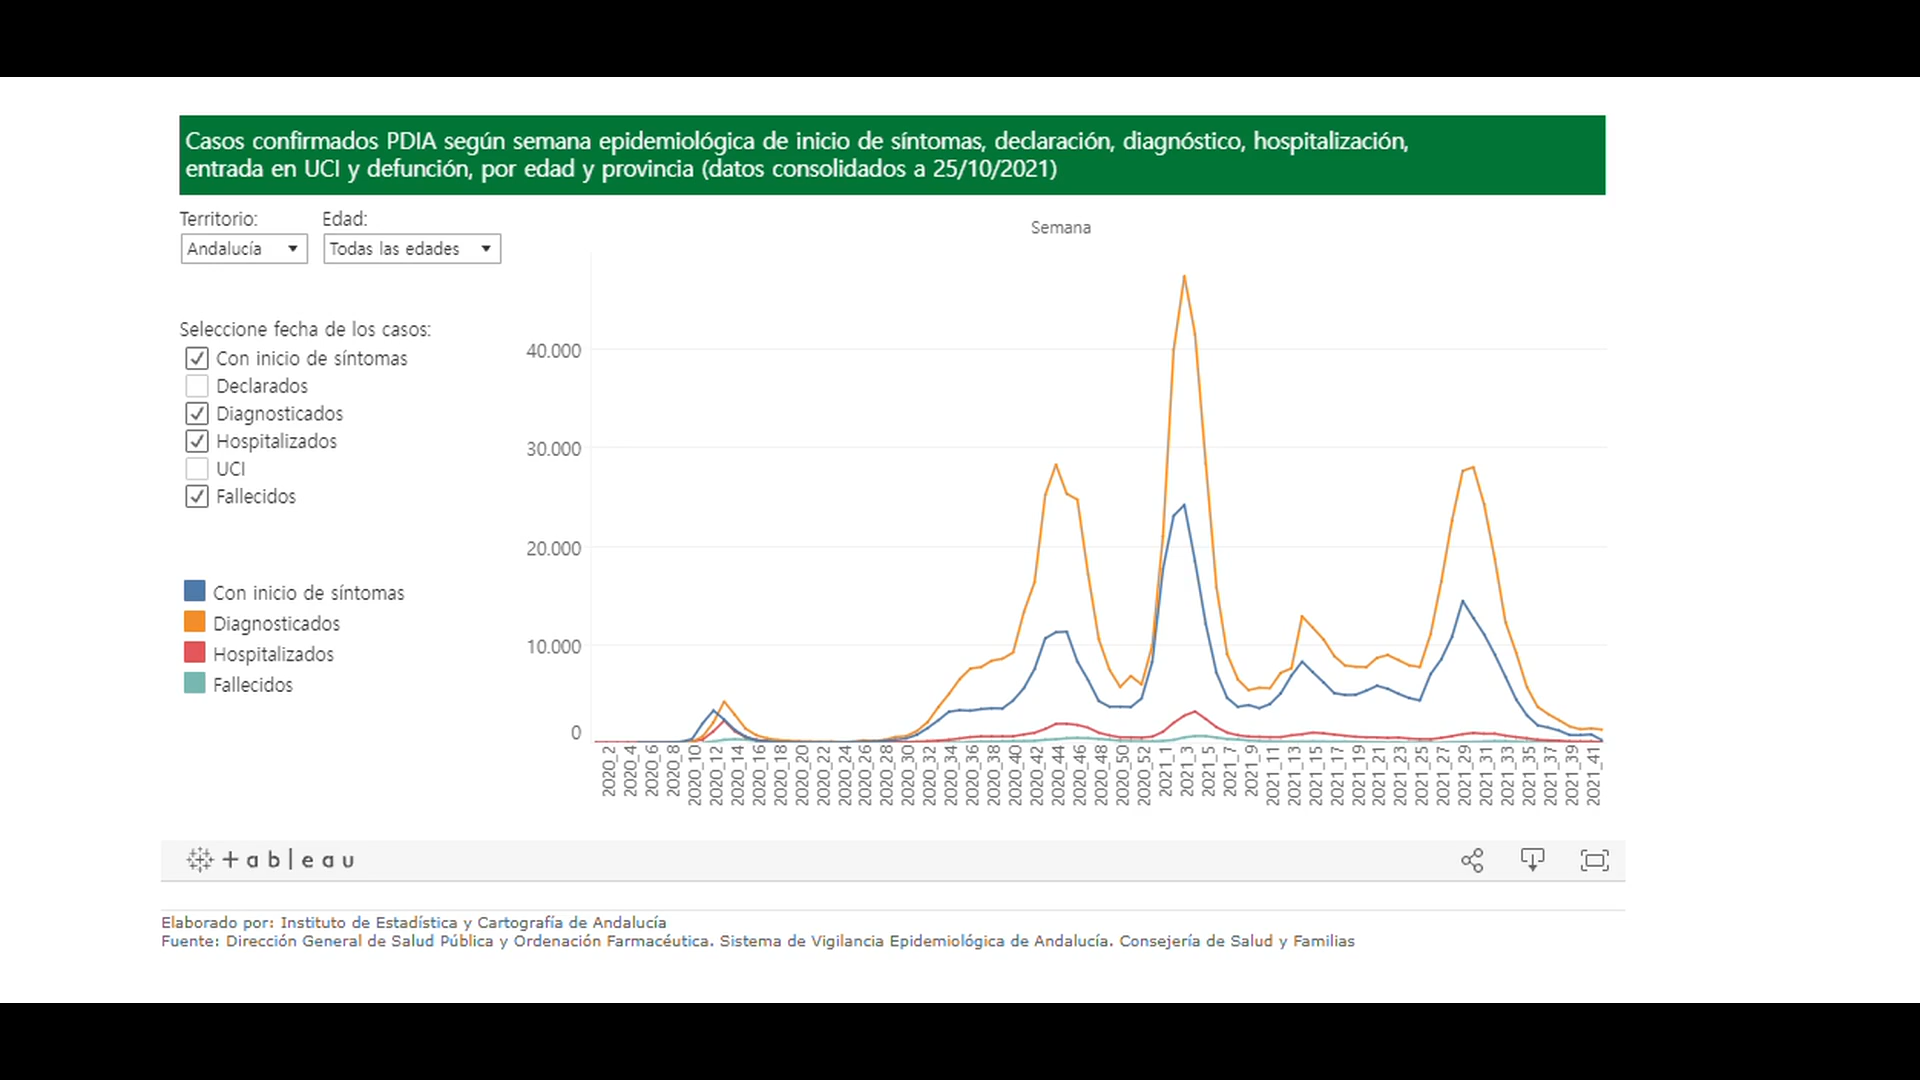 Casos confirmados PDIA según semana epidemiológica de inicio de síntomas, declaración, diagnóstico, hospitalización,
entrada en UCI y defunción, por edad y provincia (datos consolidados a 25/10/2021)
Territorio:
Edad:
Andalucía
Todas las edades
Semana
Seleccione fecha de los casos:
Con inicio de síntomas
Declarados
Diagnosticados
Hospitalizados
UCI
Fallecidos
Con inicio de síntomas
Diagnosticados
Hospitalizados
Fallecidos
40.000
30.000
20.000
10.000
0
2020_2
2020_4
2020_6
2020_8
2020_10
2020_12
2020_14
2020_16
2020_18
2020_20
2020_22
2020_24
2020_26
2020_28
2020_30
2020_32
2020_34
2020_36
2020_38
2020_40
2020_42
2020_44
2020_46
2020_48
2020_50
2020_52
2021_1
2021_3
2021_5
2021_7
2021_9
2021_11
2021_13
2021_15
2021_17
2021_19
2021_21
2021_23
2021_25
2021_27
2021_29
2021_31
2021_33
2021_35
2021_37
2021_39
2021_41
+ableau
Elaborado por: Instituto de Estadística y Cartografía de Andalucía
Fuente: Dirección General de Salud Pública y Ordenación Farmacéutica. Sistema de Vigilancia Epidemiológica de Andalucía. Consejería de Salud y Familias